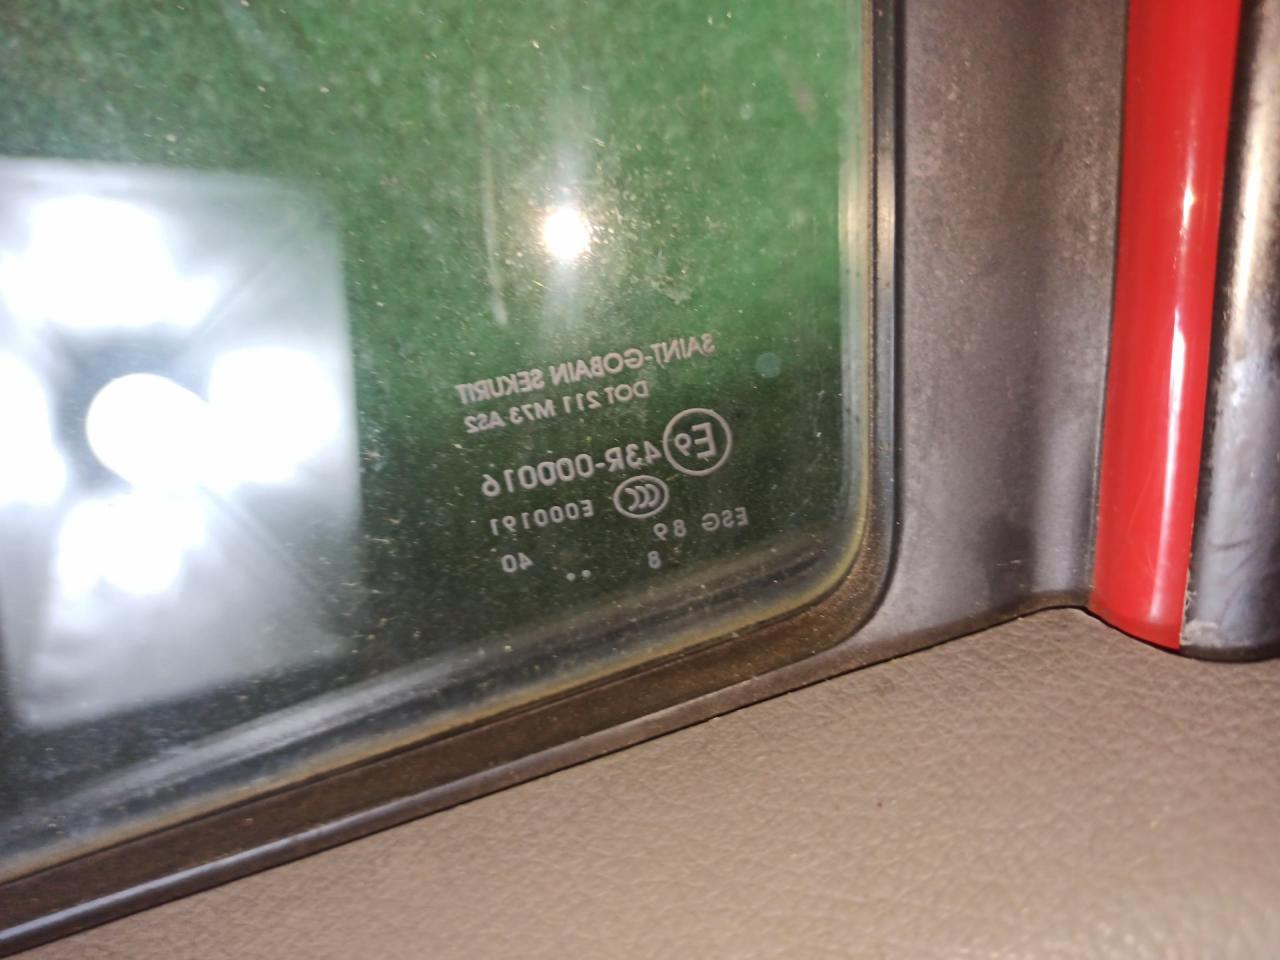 SAINT-GOBAIN SEKURIT
DOT 211 M73 AS2
E9 43R-000016
CCC E000191
ESG 89
8 .. 40